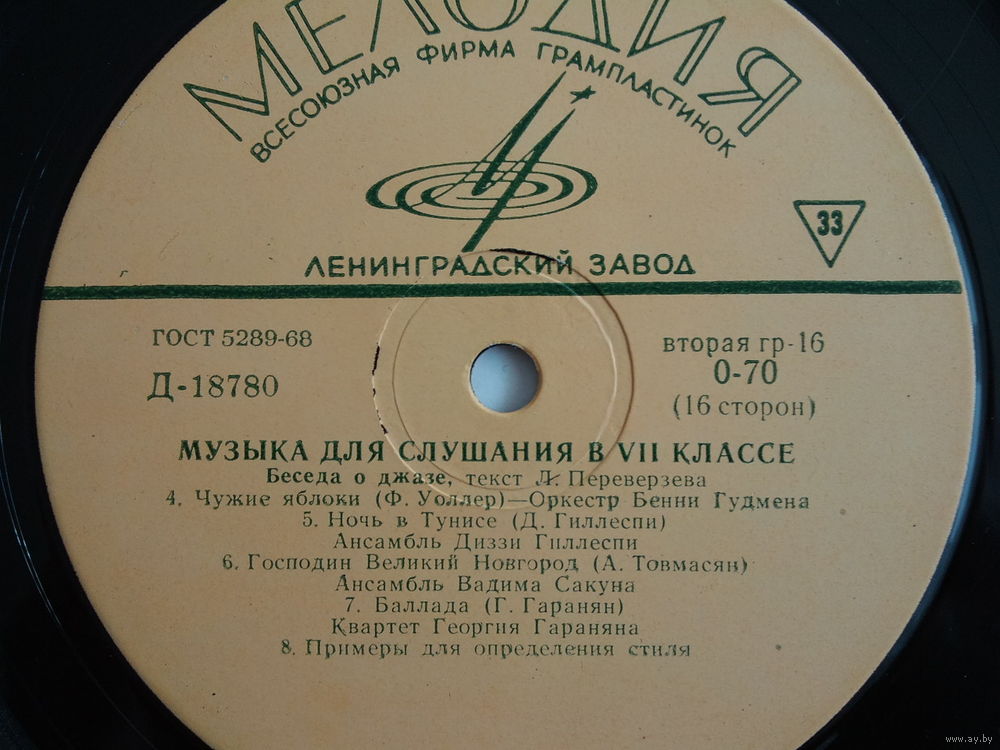 МЕЛОДИЯ
ВСЕСОЮЗНАЯ ФИРМА ГРАМПЛАСТИНОК
33
ЛЕНИНГРАДСКИЙ ЗАВОД
ГОСТ 5289-68
вторая гр-16
Д-18780
0-70
(16 сторон)
МУЗЫКА ДЛЯ СЛУШАНИЯ В VII КЛАССЕ
Беседа о джазе, текст Л. Переверзева
4. Чужие яблоки (Ф. Уоллер)—Оркестр Бенни Гудмена
5. Ночь в Тунисе (Д. Гиллеспи)
Ансамбль Диззи Гиллеспи
6. Господин Великий Новгород (А. Товмасян)
Ансамбль Вадима Сакуна
7. Баллада (Г. Гаранян)
Квартет Георгия Гараняна
8. Примеры для определения стиля
www.ay.by